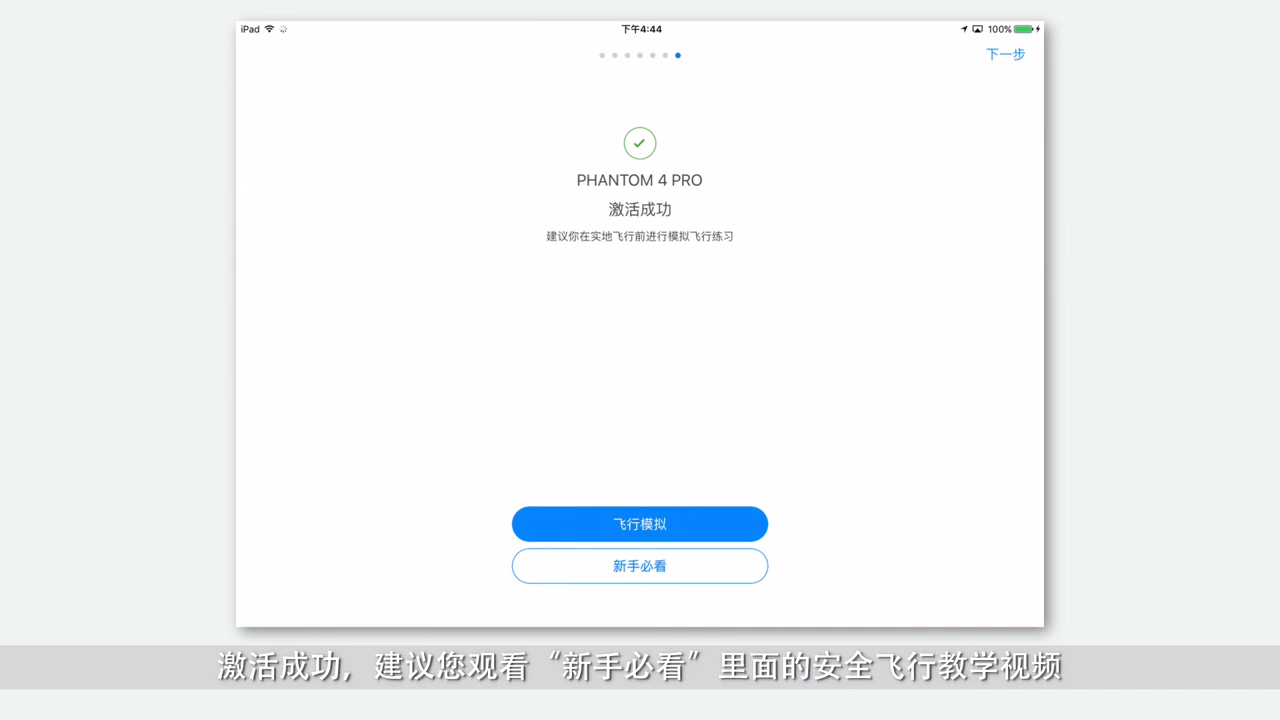 iPad
下午4:44
100%
下一步
PHANTOM 4 PRO
激活成功
建议你在实地飞行前进行模拟飞行练习
飞行模拟
新手必看
激活成功，建议您观看“新手必看”里面的安全飞行教学视频